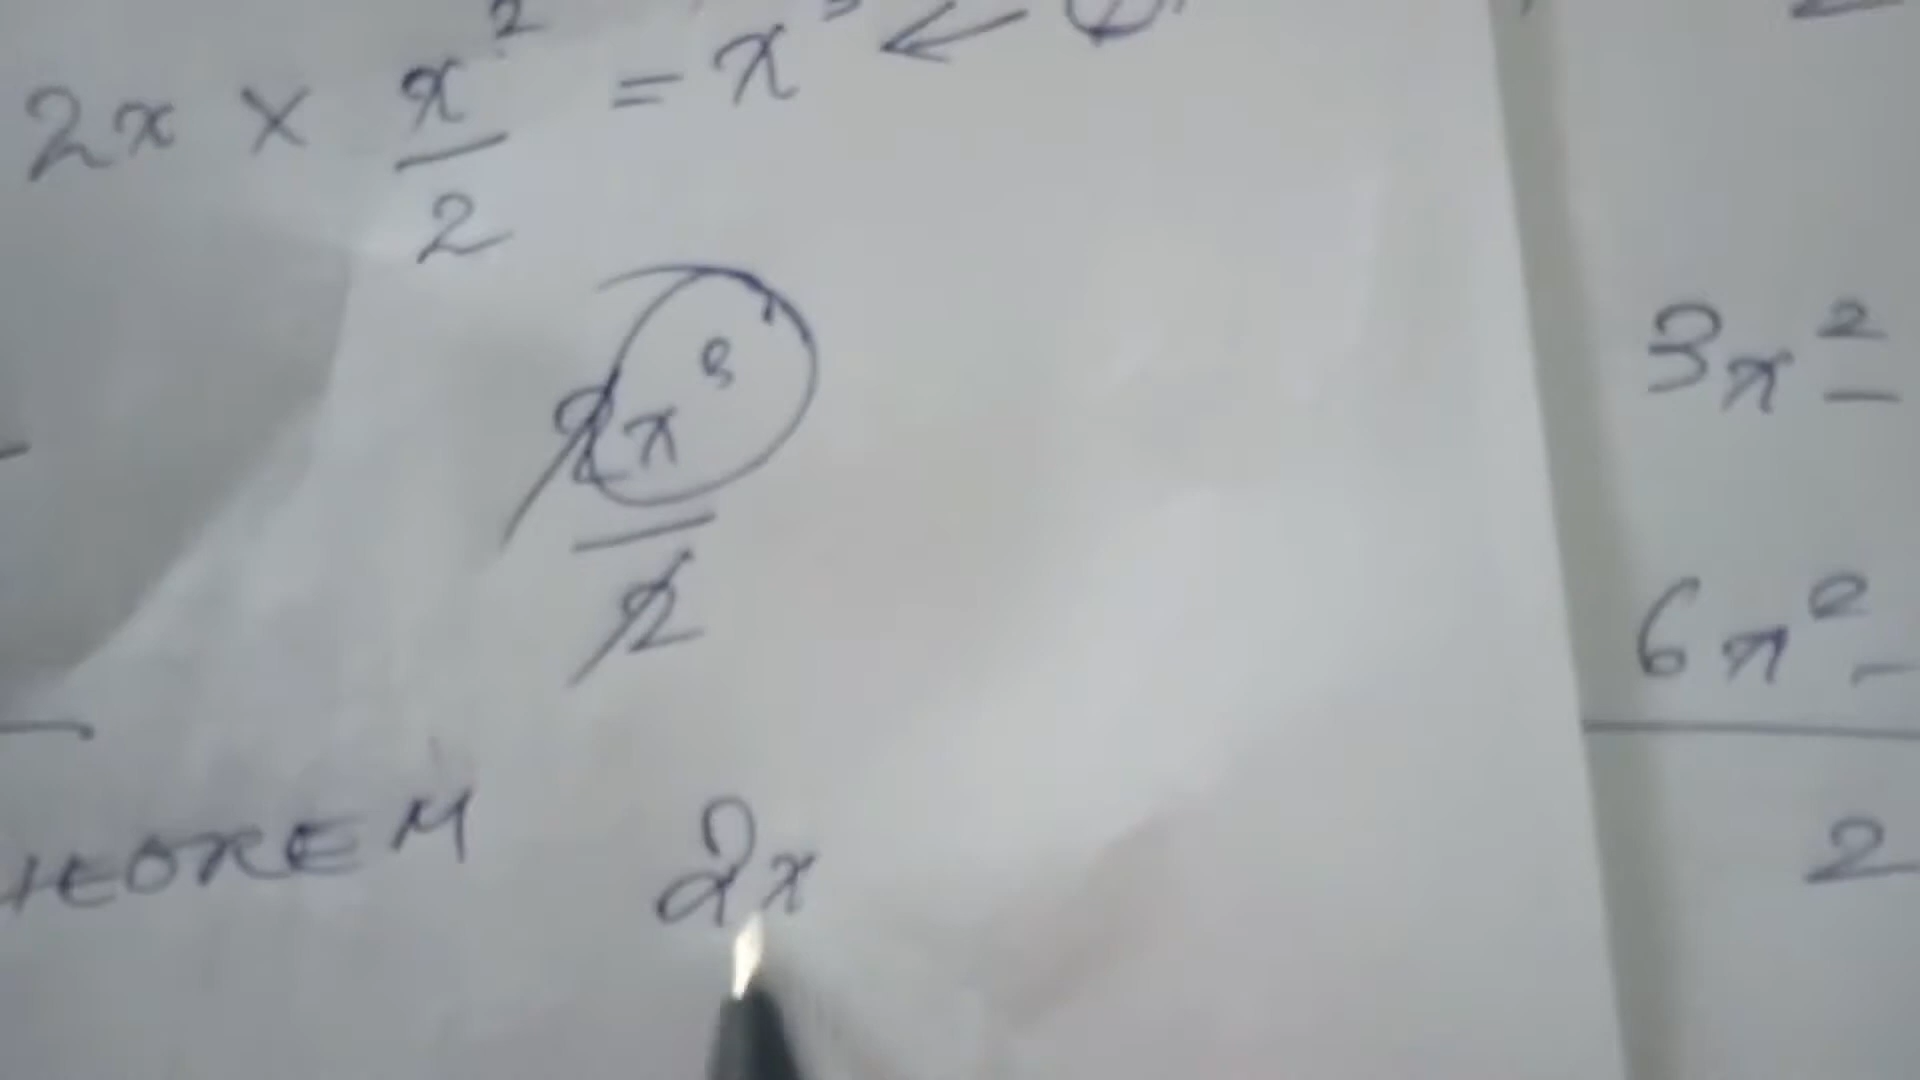 2x × x²/2 = x³ ←
2x³/2
3x² –
6x² –
HEOREM 2x
2